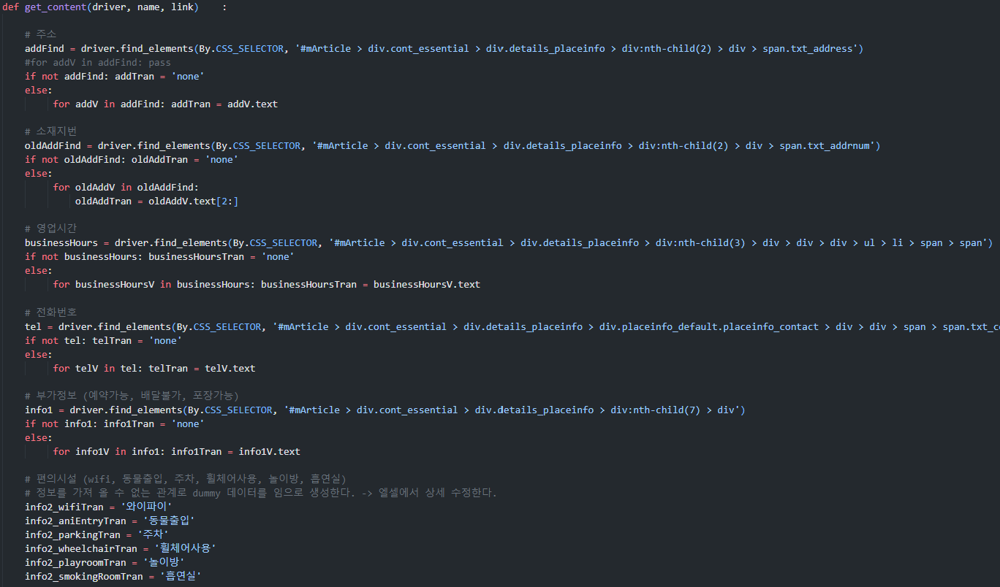 def get_content(driver, name, link)    :
# 주소
addFind = driver.find_elements(By.CSS_SELECTOR, '#mArticle > div.cont_essential > div.details_placeinfo > div:nth-child(2) > div > span.txt_address')
#for addV in addFind: pass
if not addFind: addTran = 'none'
else:
for addV in addFind: addTran = addV.text
# 소재지번
oldAddFind = driver.find_elements(By.CSS_SELECTOR, '#mArticle > div.cont_essential > div.details_placeinfo > div:nth-child(2) > div > span.txt_addrnum')
if not oldAddFind: oldAddTran = 'none'
else:
for oldAddV in oldAddFind:
oldAddTran = oldAddV.text[2:]
# 영업시간
businessHours = driver.find_elements(By.CSS_SELECTOR, '#mArticle > div.cont_essential > div.details_placeinfo > div:nth-child(3) > div > div > div > ul > li > span > span')
if not businessHours: businessHoursTran = 'none'
else:
for businessHoursV in businessHours: businessHoursTran = businessHoursV.text
# 전화번호
tel = driver.find_elements(By.CSS_SELECTOR, '#mArticle > div.cont_essential > div.details_placeinfo > div.placeinfo_default.placeinfo_contact > div > div > span > span.txt_c
if not tel: telTran = 'none'
else:
for telV in tel: telTran = telV.text
# 부가정보 (예약가능, 배달불가, 포장가능)
info1 = driver.find_elements(By.CSS_SELECTOR, '#mArticle > div.cont_essential > div.details_placeinfo > div:nth-child(7) > div')
if not info1: info1Tran = 'none'
else:
for info1V in info1: info1Tran = info1V.text
# 편의시설 (wifi, 동물출입, 주차, 휠체어사용, 놀이방, 흡연실)
# 정보를 가져 올 수 없는 관계로 dummy 데이터를 임으로 생성한다. -> 엘셀에서 상세 수정한다.
info2_wifiTran = '와이파이'
info2_aniEntryTran = '동물출입'
info2_parkingTran = '주차'
info2_wheelchairTran = '휠체어사용'
info2_playroomTran = '놀이방'
info2_smokingRoomTran = '흡연실'